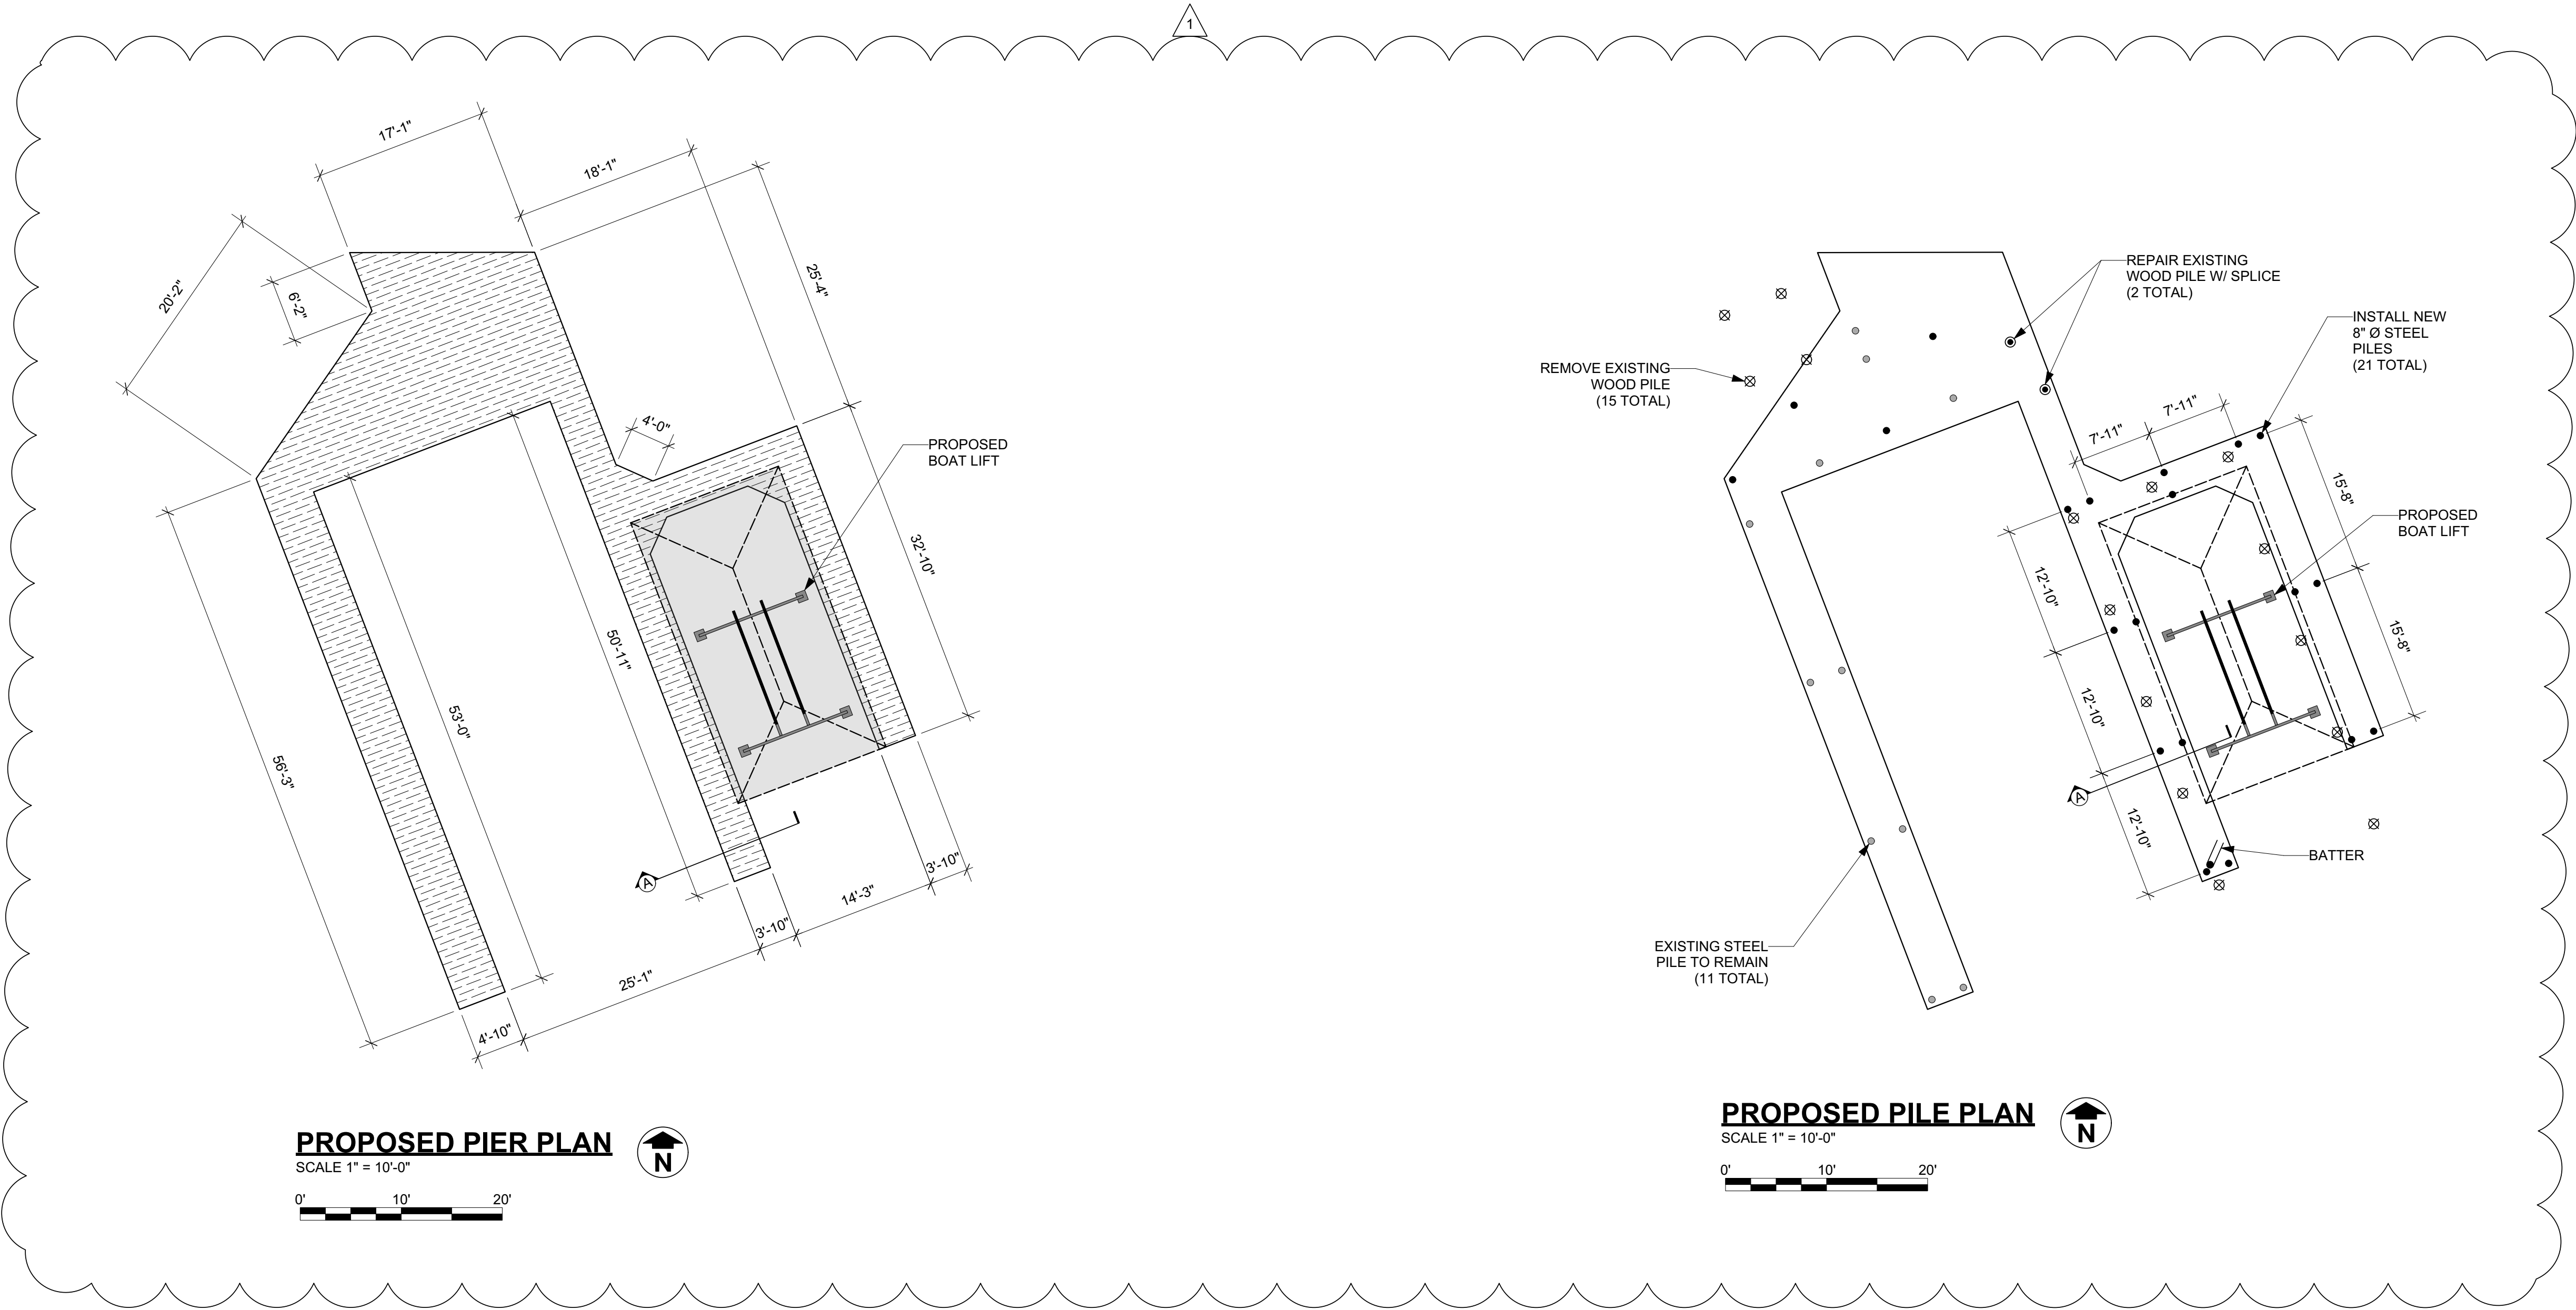 1
17'-1"
18'-1"
20'-2"
6'-2"
25'-4"
4'-0"
PROPOSED
BOAT LIFT
32'-10"
50'-11"
53'-0"
56'-3"
A
3'-10"
14'-3"
3'-10"
25'-1"
4'-10"
PROPOSED PIER PLAN
SCALE 1" = 10'-0"
N
0' 10' 20'
REPAIR EXISTING
WOOD PILE W/ SPLICE
(2 TOTAL)
INSTALL NEW
8" Ø STEEL
PILES
(21 TOTAL)
REMOVE EXISTING
WOOD PILE
(15 TOTAL)
7'-11"
7'-11"
15'-8"
PROPOSED
BOAT LIFT
12'-10"
15'-8"
12'-10"
A
12'-10"
BATTER
EXISTING STEEL
PILE TO REMAIN
(11 TOTAL)
PROPOSED PILE PLAN
SCALE 1" = 10'-0"
N
0' 10' 20'